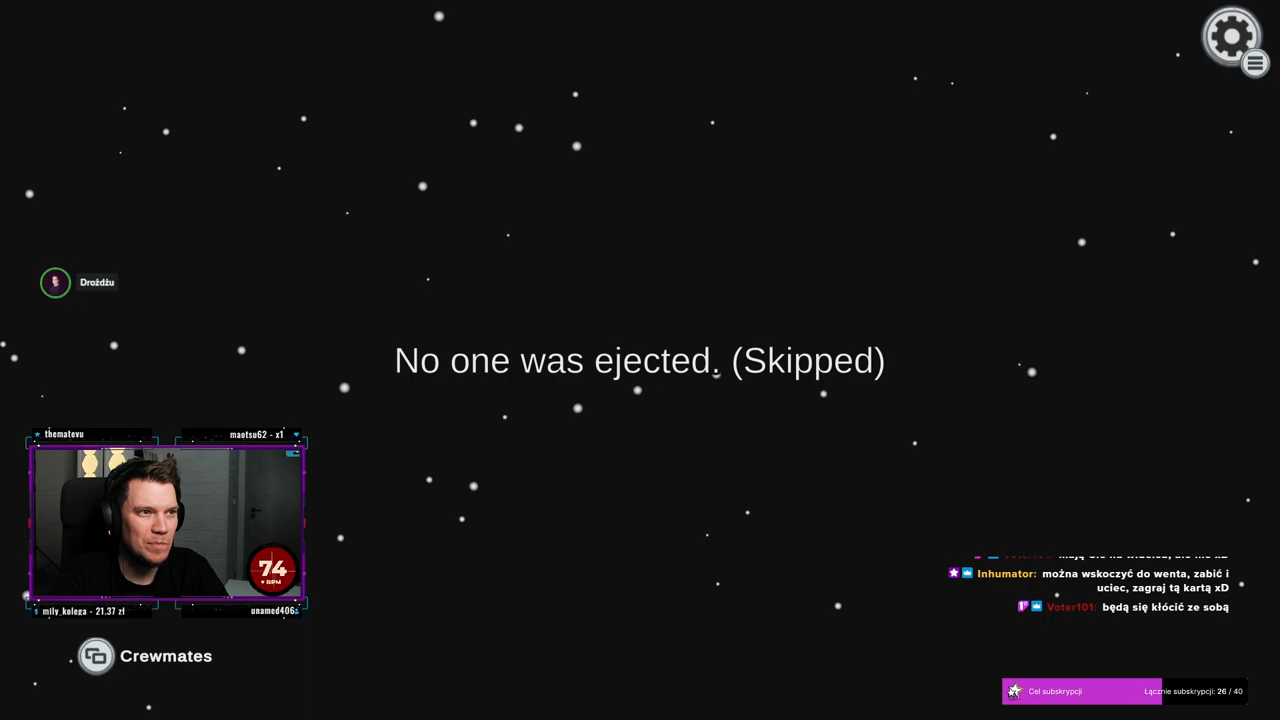 Drożdżu
No one was ejected. (Skipped)
thematevu
maotsu62 - x1
74
BPM
mily_kolega - 21.37 zł
unamed406
Inhumator: można wskoczyć do wenta, zabić i
uciec, zagraj tą kartą xD
Voter101: będą się kłócić ze sobą
Crewmates
Cel subskrypcji
Łącznie subskrypcji: 26 / 40